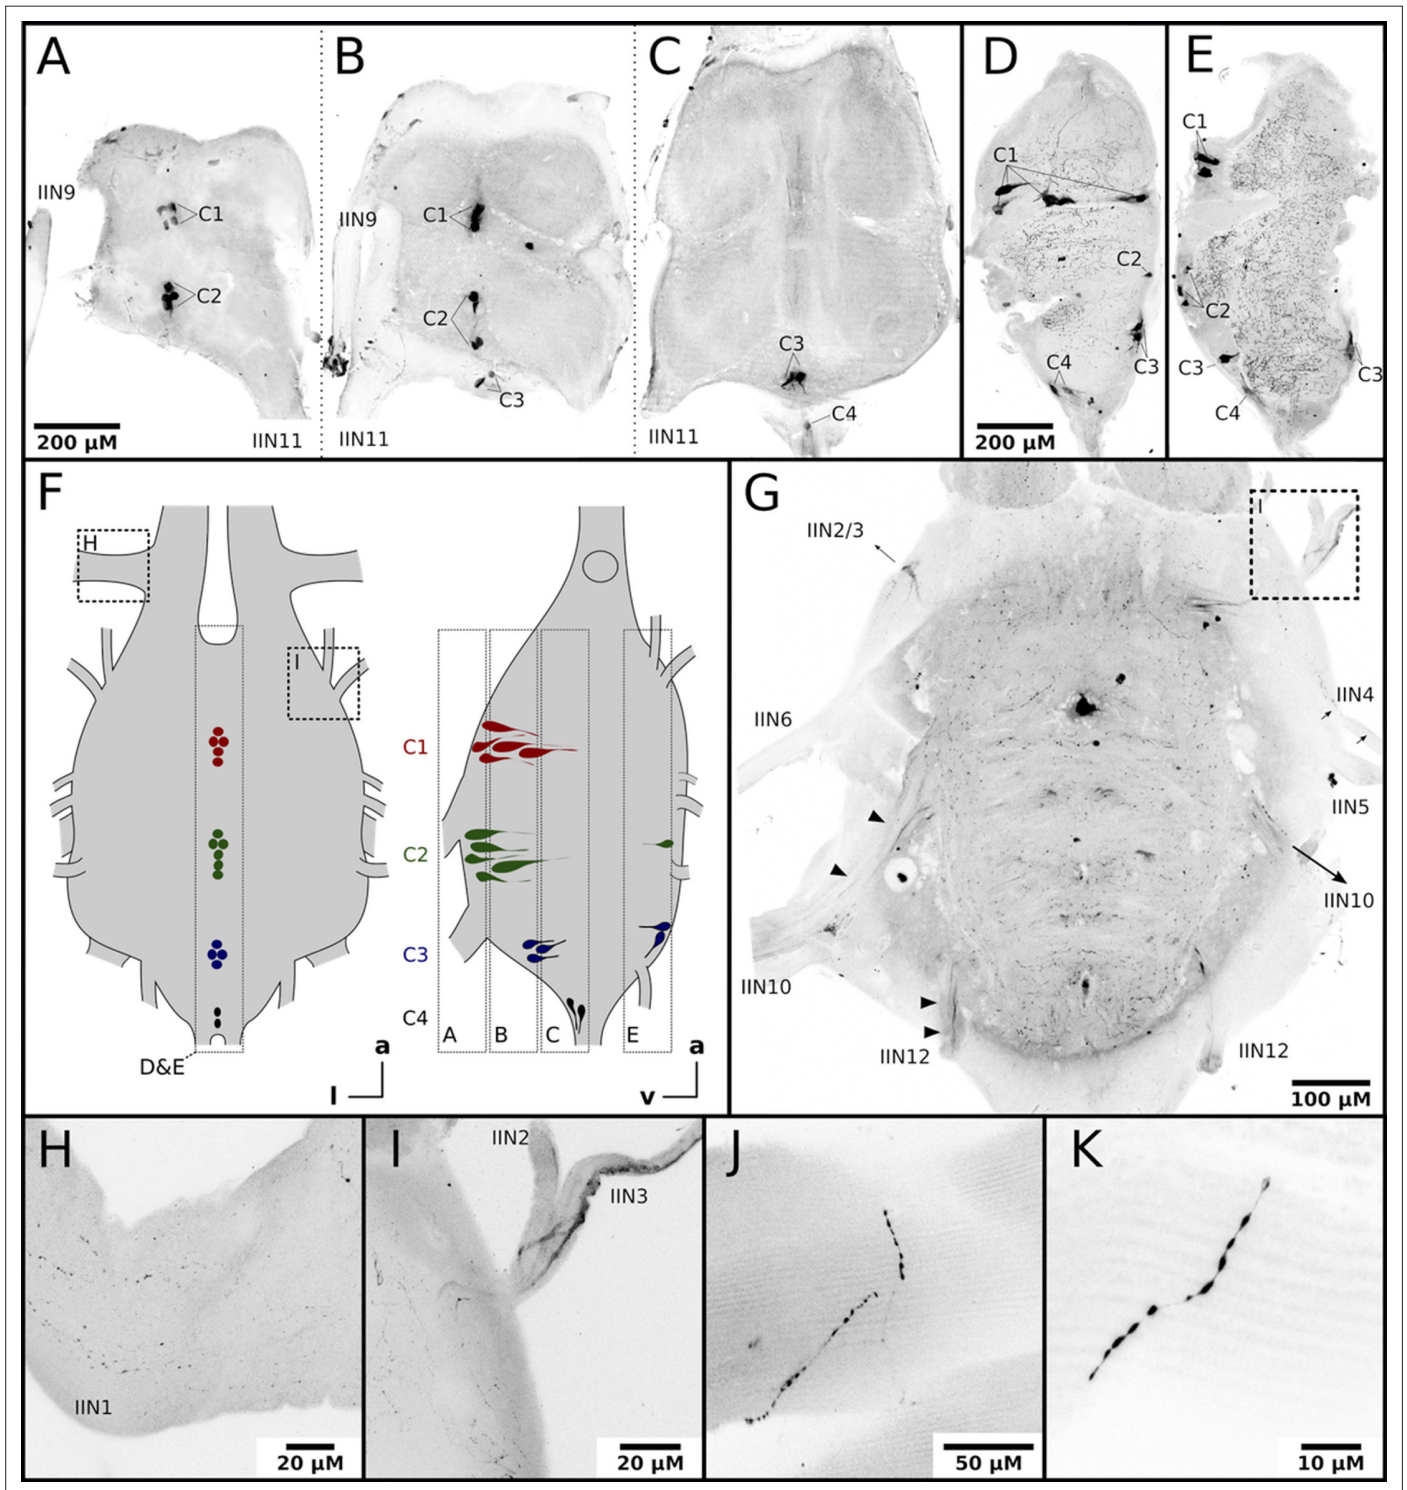 A
IIN9
C1
C2
200 µM
IIN11
B
IIN9
C1
C2
C3
IIN11
C
C3
C4
IIN11
D
C1
C2
C4
C3
200 µM
E
C1
C2
C3
C3
C4
F
H
I
C1
C2
C3
C4
D&E
a
l
A
B
C
E
a
v
G
I
IIN2/3
IIN6
IIN4
IIN5
IIN10
IIN10
IIN12
IIN12
100 µM
H
IIN1
20 µM
I
IIN2
IIN3
20 µM
J
50 µM
K
10 µM